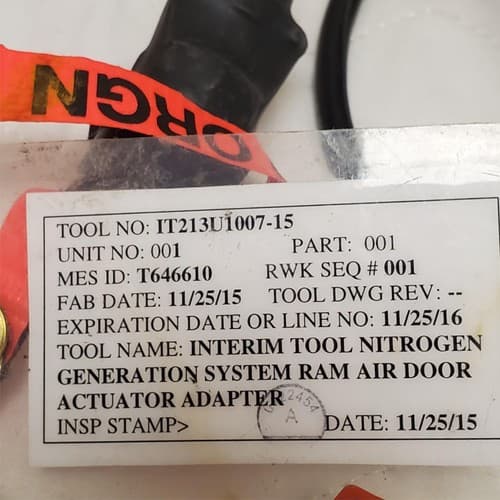 ORGN
TOOL NO: IT213U1007-15
UNIT NO: 001 PART: 001
MES ID: T646610 RWK SEQ # 001
FAB DATE: 11/25/15 TOOL DWG REV: --
EXPIRATION DATE OR LINE NO: 11/25/16
TOOL NAME: INTERIM TOOL NITROGEN
GENERATION SYSTEM RAM AIR DOOR
ACTUATOR ADAPTER
A
INSP STAMP> DATE: 11/25/15